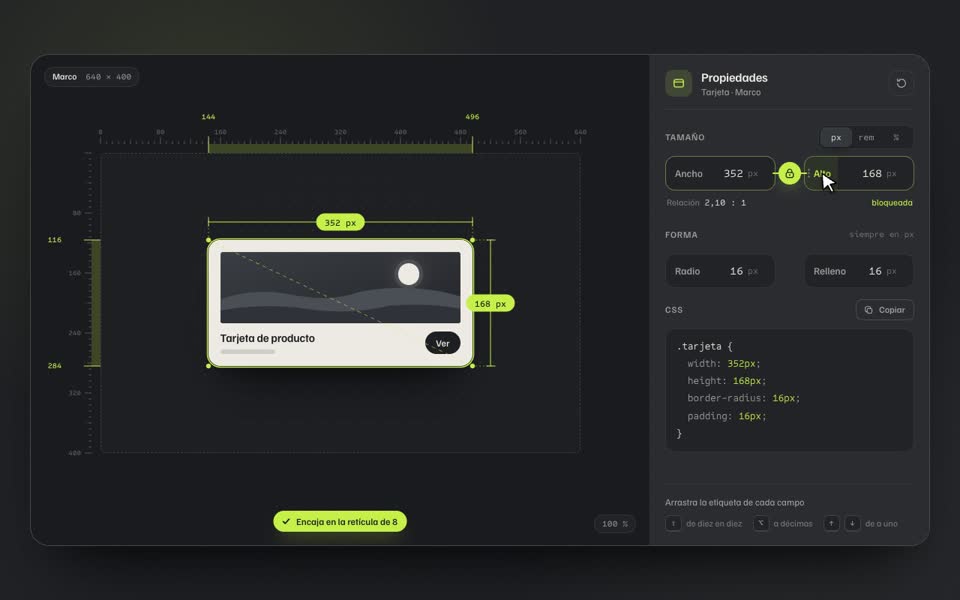 Marco 640 × 400
144 496
0 80 160 240 320 400 480 560 640
80
116
160
240
284
320
400
352 px
168 px
Tarjeta de producto
Ver
Encaja en la retícula de 8
100 %
Propiedades
Tarjeta · Marco
TAMAÑO px rem %
Ancho 352 px
Alto 168 px
Relación 2,10 : 1 bloqueada
FORMA siempre en px
Radio 16 px
Relleno 16 px
CSS Copiar
.tarjeta {
width: 352px;
height: 168px;
border-radius: 16px;
padding: 16px;
}
Arrastra la etiqueta de cada campo
⇧ de diez en diez ⌥ a décimas ↑ ↓ de a uno